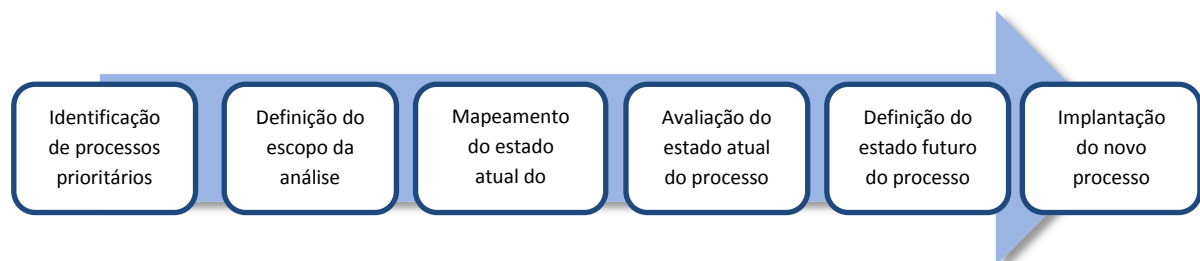 Identificação
de processos
prioritários
Definição do
escopo da
análise
Mapeamento
do estado
atual do
Avaliação do
estado atual
do processo
Definição do
estado futuro
do processo
Implantação
do novo
processo